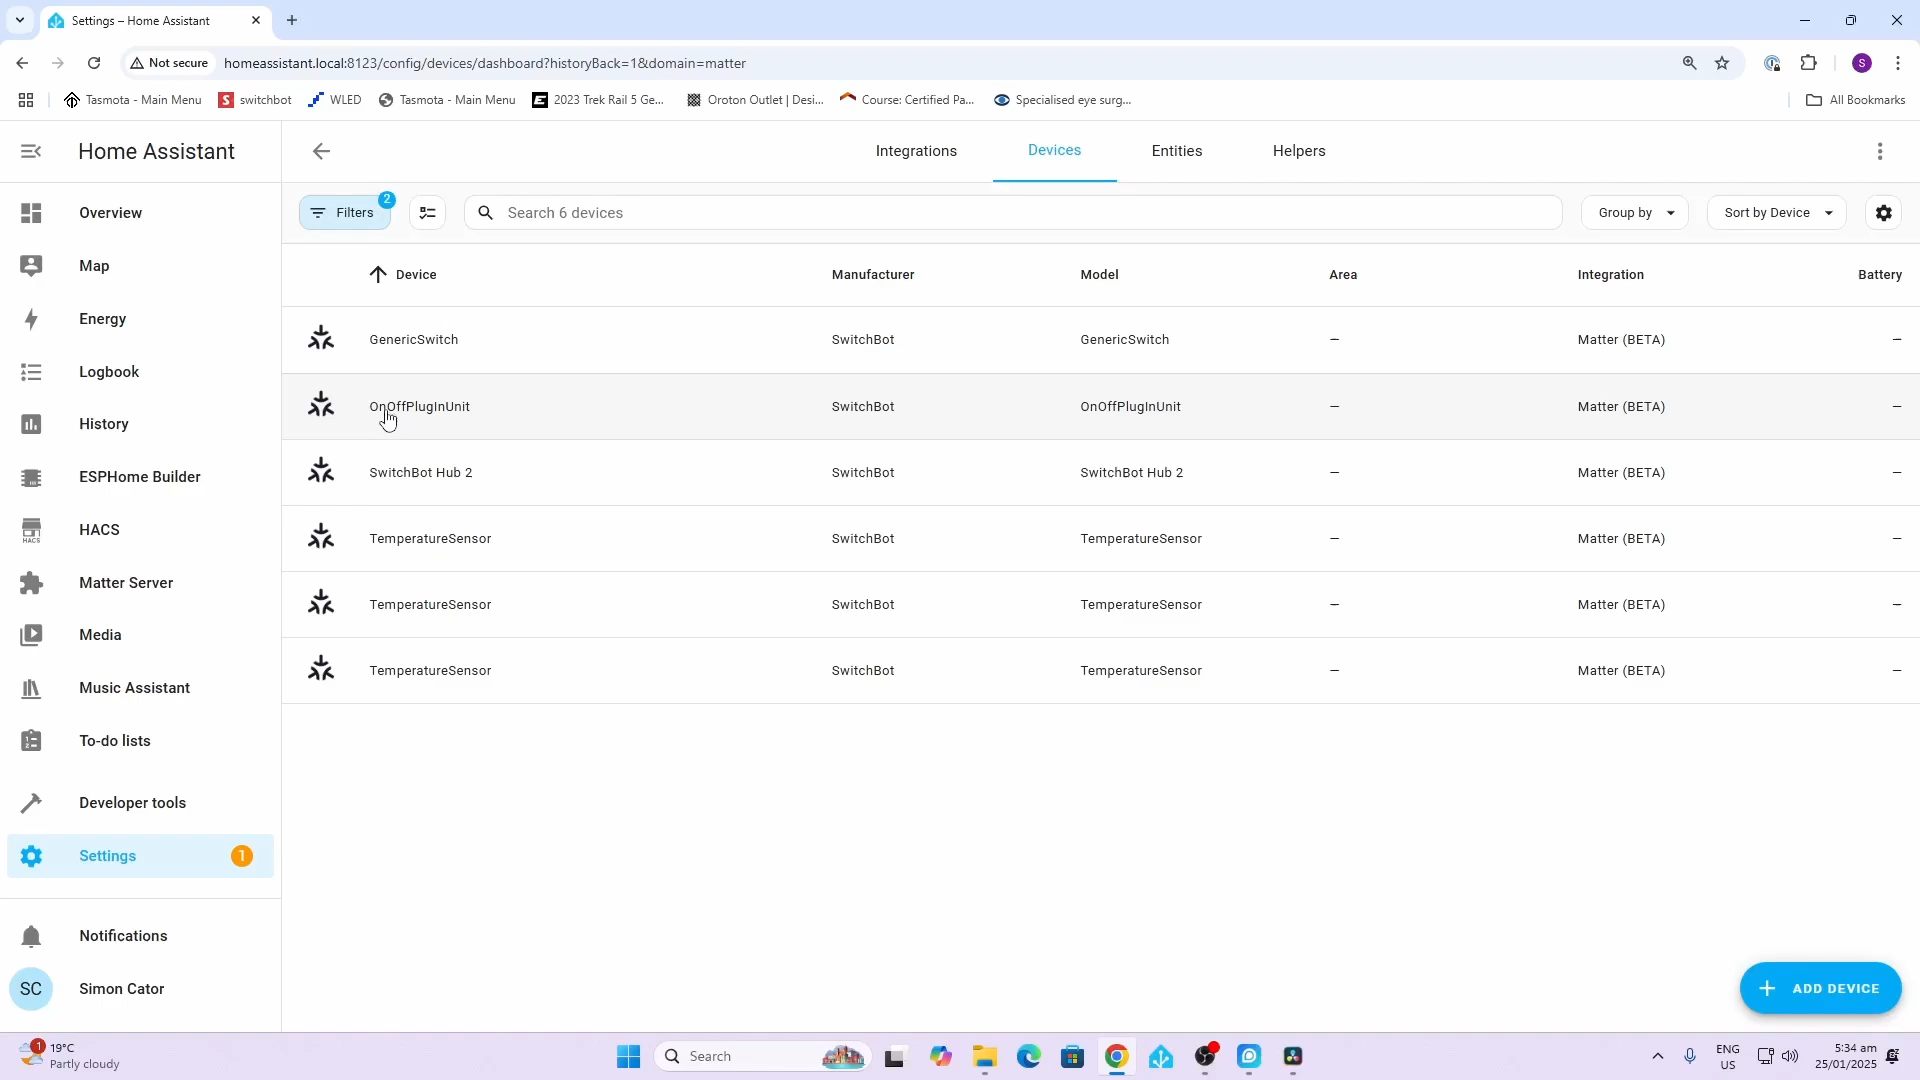 Settings – Home Assistant
Not secure
homeassistant.local:8123/config/devices/dashboard?historyBack=1&domain=matter
S
Tasmota - Main Menu
switchbot
WLED
Tasmota - Main Menu
2023 Trek Rail 5 Ge...
Oroton Outlet | Desi...
Course: Certified Pa...
Specialised eye surg...
All Bookmarks
Home Assistant
Integrations
Devices
Entities
Helpers
Overview
Filters
2
Search 6 devices
Group by
Sort by Device
Map
Device
Manufacturer
Model
Area
Integration
Battery
Energy
GenericSwitch
SwitchBot
GenericSwitch
—
Matter (BETA)
—
Logbook
OnOffPlugInUnit
SwitchBot
OnOffPlugInUnit
—
Matter (BETA)
—
History
ESPHome Builder
SwitchBot Hub 2
SwitchBot
SwitchBot Hub 2
—
Matter (BETA)
—
HACS
HACS
TemperatureSensor
SwitchBot
TemperatureSensor
—
Matter (BETA)
—
Matter Server
TemperatureSensor
SwitchBot
TemperatureSensor
—
Matter (BETA)
—
Media
TemperatureSensor
SwitchBot
TemperatureSensor
—
Matter (BETA)
—
Music Assistant
To-do lists
Developer tools
Settings
1
Notifications
SC
Simon Cator
ADD DEVICE
1
19°C
Partly cloudy
Search
ENG
US
5:34 am
25/01/2025